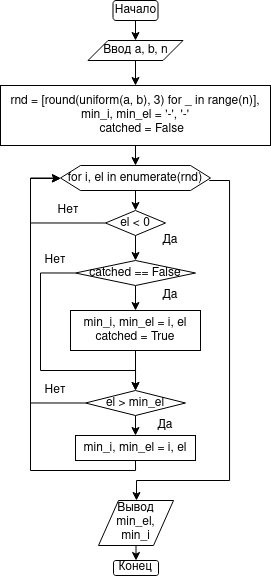 Начало
Ввод a, b, n
rnd = [round(uniform(a, b), 3) for _ in range(n)],
min_i, min_el = '-', '-'
catched = False
for i, el in enumerate(rnd)
Нет
el < 0
Да
Нет
catched == False
Да
min_i, min_el = i, el
catched = True
Нет
el > min_el
Да
min_i, min_el = i, el
Вывод
min_el,
min_i
Конец